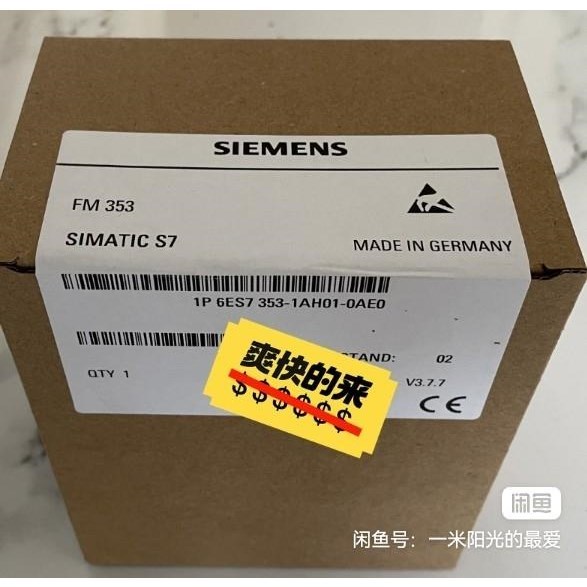 SIEMENS
FM 353
SIMATIC S7
MADE IN GERMANY
1P 6ES7 353-1AH01-0AE0
STAND: 02
QTY 1
V3.7.7
CE
爽快的来
$$$$$$
闲鱼
闲鱼号：一米阳光的最爱